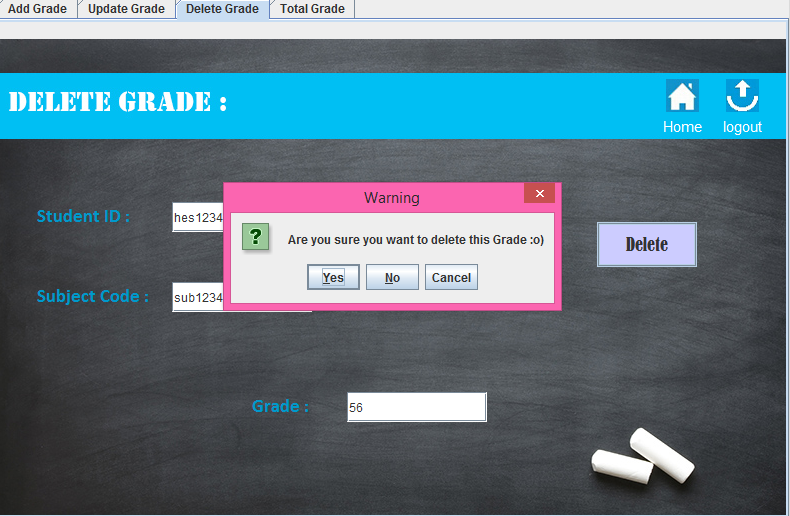 Add Grade Update Grade Delete Grade Total Grade
DELETE GRADE :
Home logout
Warning
Student ID : hes1234
? Are you sure you want to delete this Grade :o)
Delete
Yes No Cancel
Subject Code : sub1234
Grade : 56